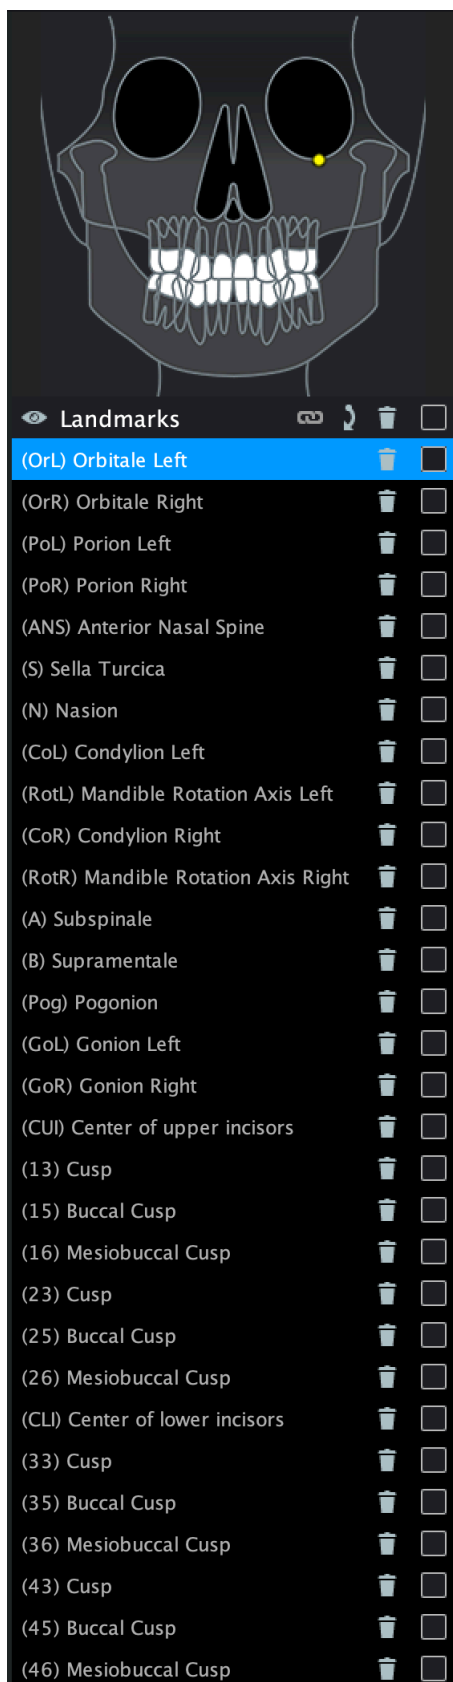 Landmarks
(OrL) Orbitale Left
(OrR) Orbitale Right
(PoL) Porion Left
(PoR) Porion Right
(ANS) Anterior Nasal Spine
(S) Sella Turcica
(N) Nasion
(CoL) Condylion Left
(RotL) Mandible Rotation Axis Left
(CoR) Condylion Right
(RotR) Mandible Rotation Axis Right
(A) Subspinale
(B) Supramentale
(Pog) Pogonion
(GoL) Gonion Left
(GoR) Gonion Right
(CUI) Center of upper incisors
(13) Cusp
(15) Buccal Cusp
(16) Mesiobuccal Cusp
(23) Cusp
(25) Buccal Cusp
(26) Mesiobuccal Cusp
(CLI) Center of lower incisors
(33) Cusp
(35) Buccal Cusp
(36) Mesiobuccal Cusp
(43) Cusp
(45) Buccal Cusp
(46) Mesiobuccal Cusp